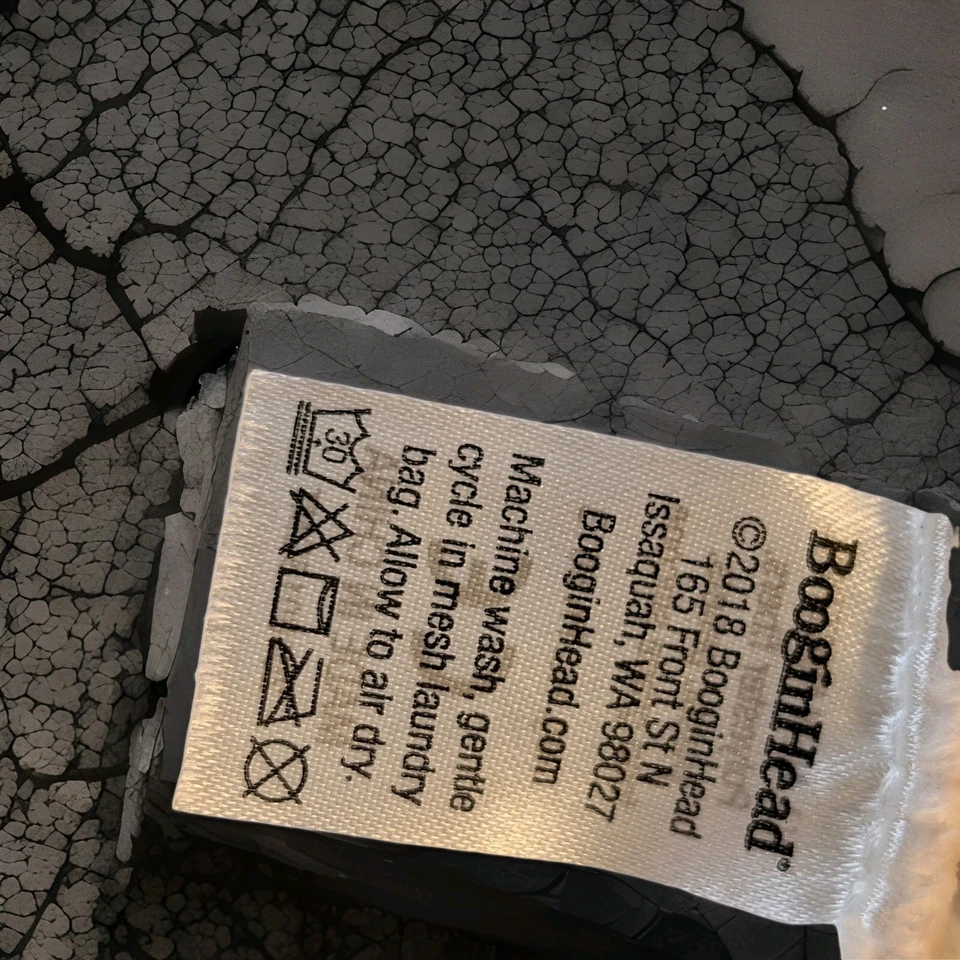 BooginHead®
©2018 BooginHead
165 Front St N
Issaquah, WA 98027
BooginHead.com
Machine wash, gentle
cycle in mesh laundry
bag. Allow to air dry.
30